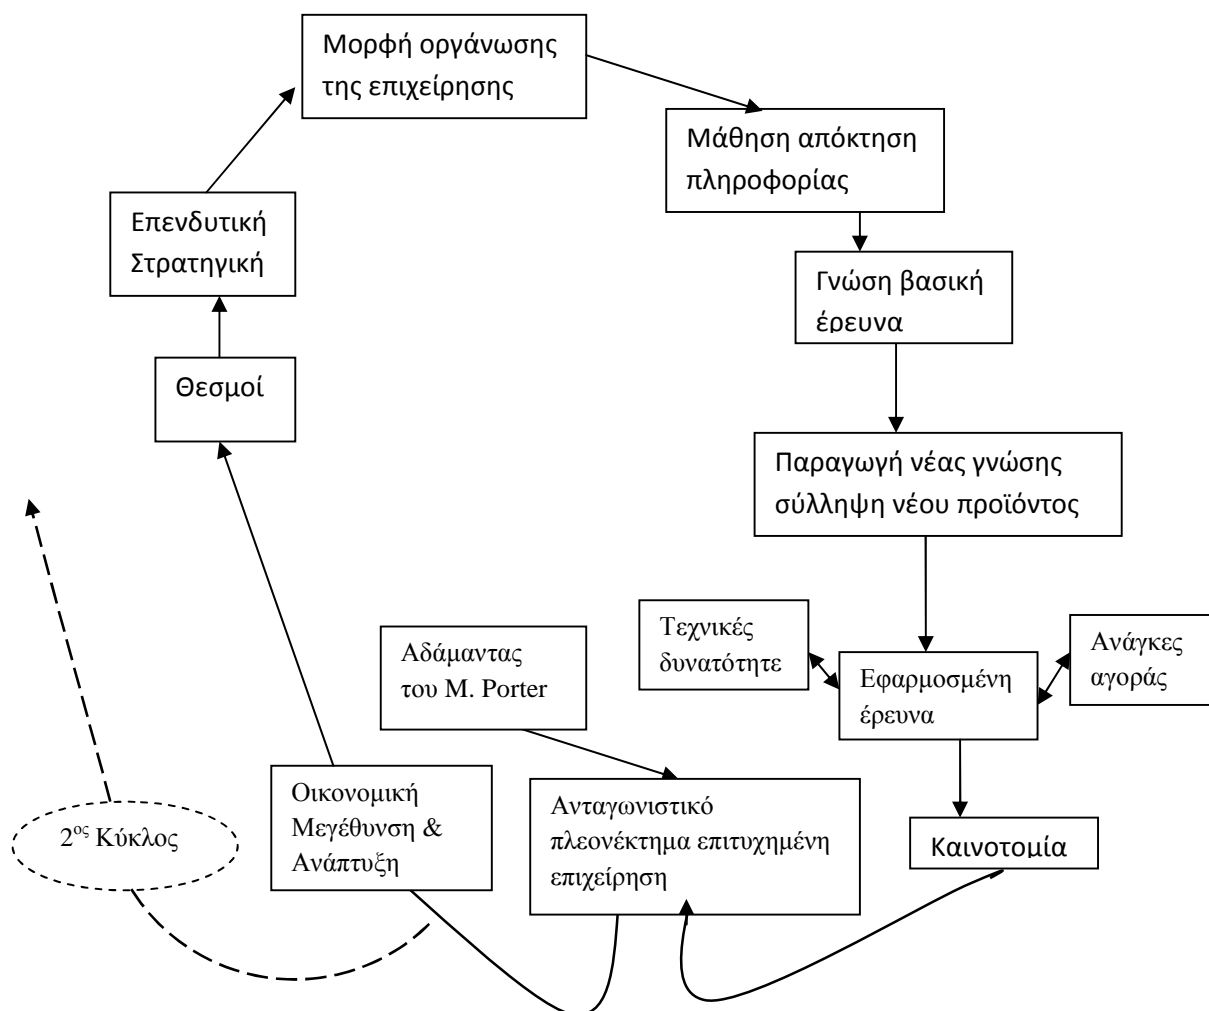 Μορφή οργάνωσης
της επιχείρησης
Μάθηση απόκτηση
πληροφορίας
Επενδυτική
Στρατηγική
Γνώση βασική
έρευνα
Θεσμοί
Παραγωγή νέας γνώσης
σύλληψη νέου προϊόντος
Τεχνικές
δυνατότητε
Ανάγκες
αγοράς
Εφαρμοσμένη
έρευνα
Αδάμαντας
του M. Porter
Οικονομική
Μεγέθυνση &
Ανάπτυξη
Ανταγωνιστικό
πλεονέκτημα επιτυχημένη
επιχείρηση
Καινοτομία
2ος Κύκλος